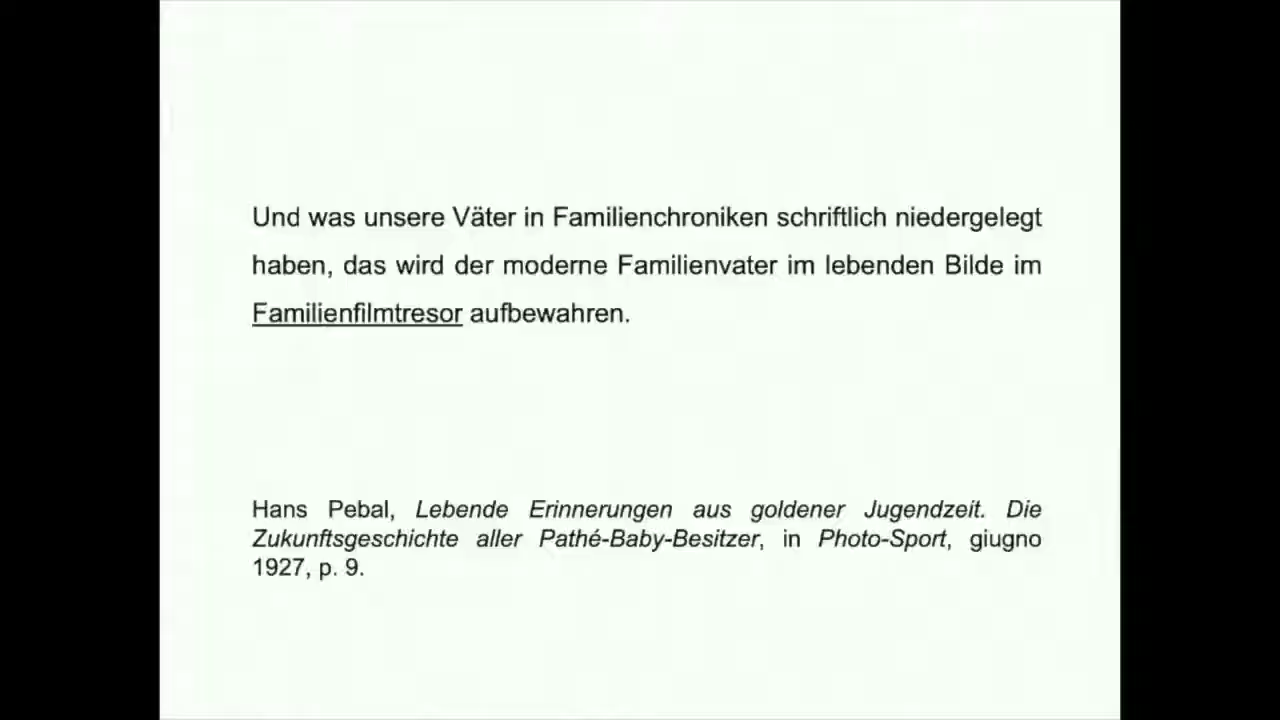 Und was unsere Väter in Familienchroniken schriftlich niedergelegt
haben, das wird der moderne Familienvater im lebenden Bilde im
Familienfilmtresor aufbewahren.
Hans Pebal, Lebende Erinnerungen aus goldener Jugendzeit. Die
Zukunftsgeschichte aller Pathé-Baby-Besitzer, in Photo-Sport, giugno
1927, p. 9.